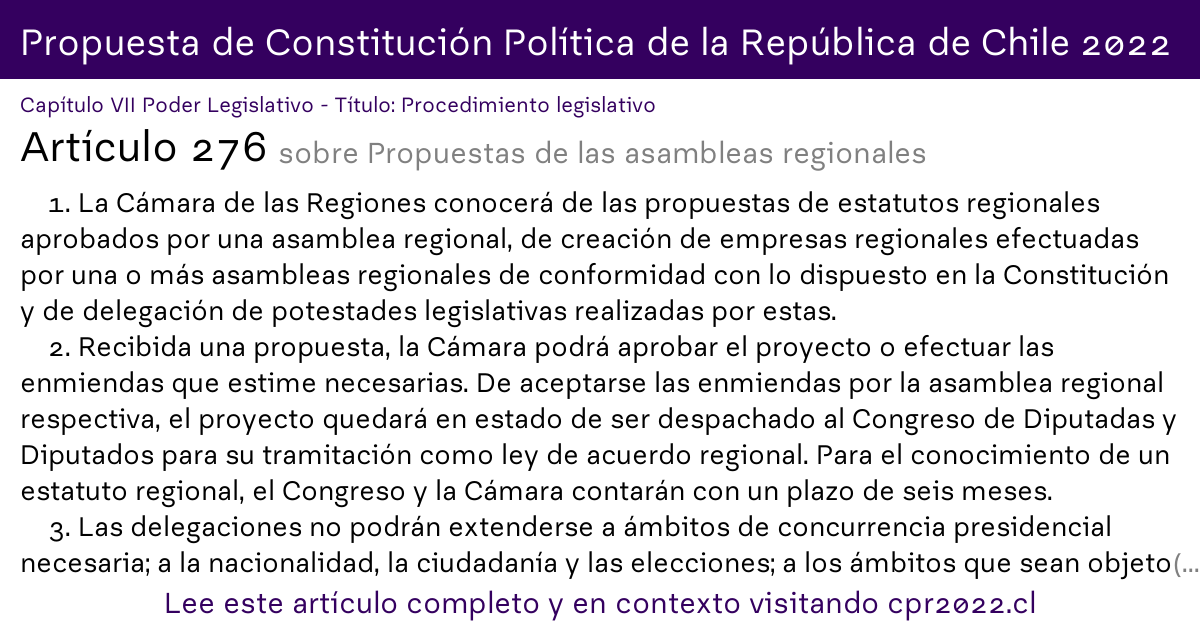 Propuesta de Constitución Política de la República de Chile 2022
Capítulo VII Poder Legislativo - Título: Procedimiento legislativo
Artículo 276 sobre Propuestas de las asambleas regionales
1. La Cámara de las Regiones conocerá de las propuestas de estatutos regionales
aprobados por una asamblea regional, de creación de empresas regionales efectuadas
por una o más asambleas regionales de conformidad con lo dispuesto en la Constitución
y de delegación de potestades legislativas realizadas por estas.
2. Recibida una propuesta, la Cámara podrá aprobar el proyecto o efectuar las
enmiendas que estime necesarias. De aceptarse las enmiendas por la asamblea regional
respectiva, el proyecto quedará en estado de ser despachado al Congreso de Diputadas y
Diputados para su tramitación como ley de acuerdo regional. Para el conocimiento de un
estatuto regional, el Congreso y la Cámara contarán con un plazo de seis meses.
3. Las delegaciones no podrán extenderse a ámbitos de concurrencia presidencial
necesaria; a la nacionalidad, la ciudadanía y las elecciones; a los ámbitos que sean objeto(...
Lee este artículo completo y en contexto visitando cpr2022.cl